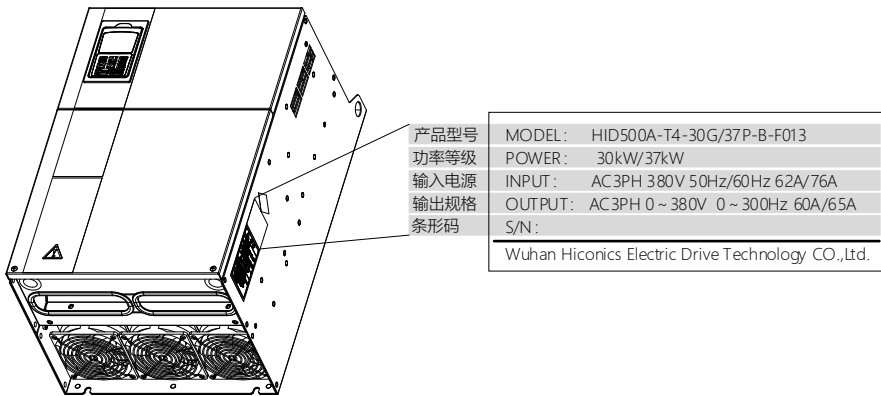 产品型号 MODEL: HID500A-T4-30G/37P-B-F013
功率等级 POWER: 30kW/37kW
输入电源 INPUT: AC3PH 380V 50Hz/60Hz 62A/76A
输出规格 OUTPUT: AC3PH 0~380V 0~300Hz 60A/65A
条形码 S/N:
Wuhan Hiconics Electric Drive Technology CO.,Ltd.